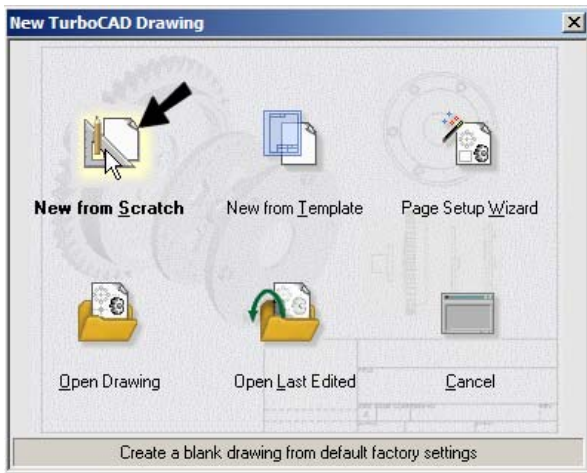 New TurboCAD Drawing
New from Scratch
New from Template
Page Setup Wizard
Open Drawing
Open Last Edited
Cancel
Create a blank drawing from default factory settings